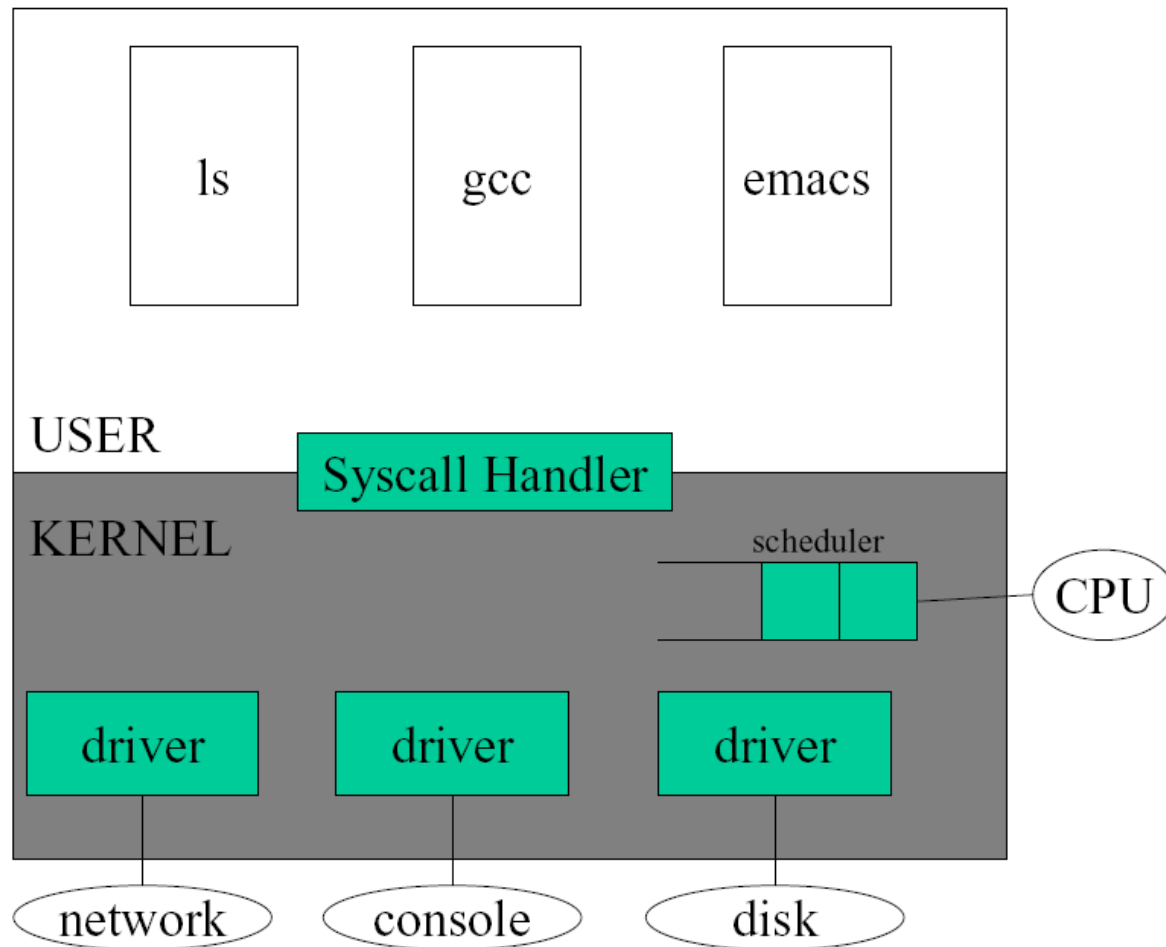 ls
gcc
emacs
USER
Syscall Handler
KERNEL
scheduler
CPU
driver
driver
driver
network
console
disk